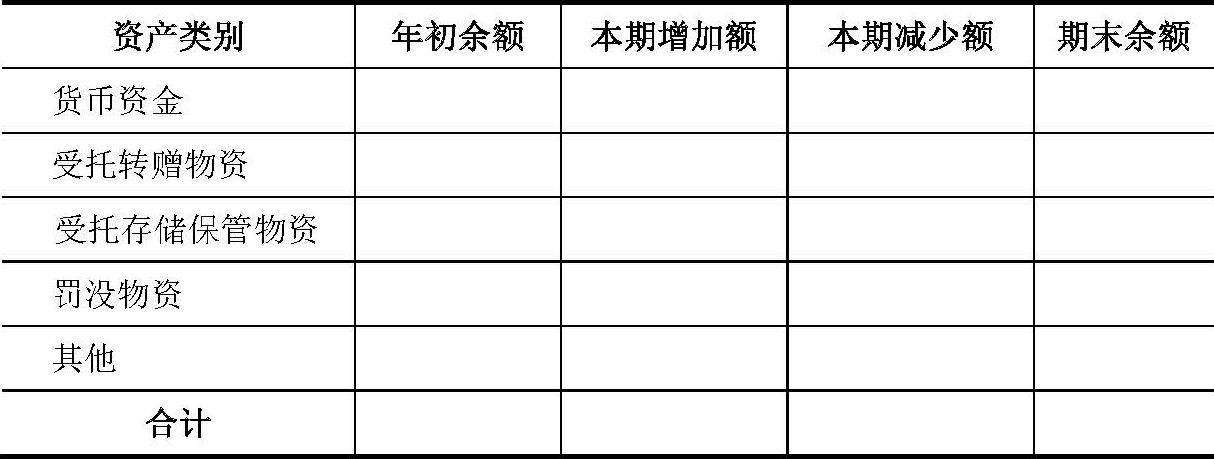 资产类别 年初余额 本期增加额 本期减少额 期末余额
货币资金
受托转赠物资
受托存储保管物资
罚没物资
其他
合计